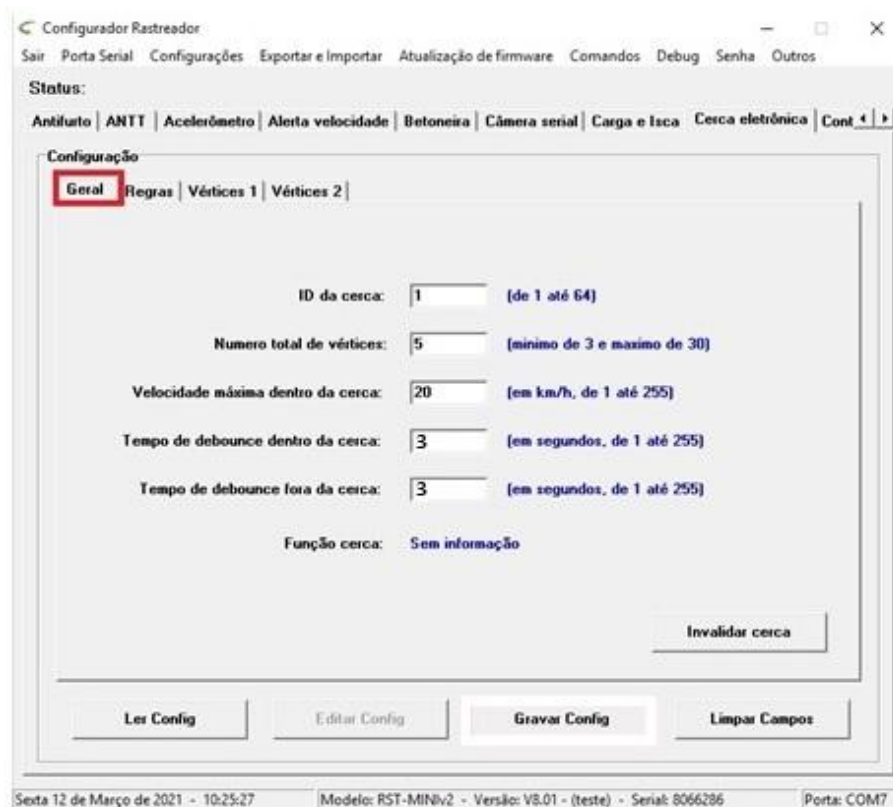 Configurador Rastreador
Sair Porta Serial Configurações Exportar e Importar Atualização de firmware Comandos Debug Senha Outros
Status:
Antifurto | ANTT | Acelerômetro | Alerta velocidade | Betoneira | Câmera serial | Carga e Isca Cerca eletrônica | Cont
Configuração
Geral Regras | Vértices 1 | Vértices 2 |
ID da cerca: 1 (de 1 até 64)
Numero total de vértices: 5 (minimo de 3 e maximo de 30)
Velocidade máxima dentro da cerca: 20 (em km/h, de 1 até 255)
Tempo de debounce dentro da cerca: 3 (em segundos, de 1 até 255)
Tempo de debounce fora da cerca: 3 (em segundos, de 1 até 255)
Função cerca: Sem informação
Invalidar cerca
Ler Config Editar Config Gravar Config Limpar Campos
Sexta 12 de Março de 2021 - 10:25:27 Modelo: RST-MINIv2 - Versão: V8.01 - (teste) - Serial: 8066286 Porta: COM7